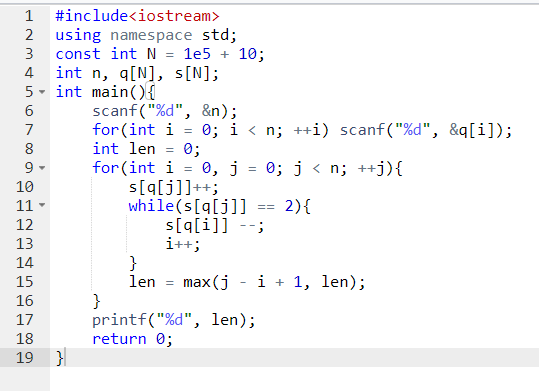 1 #include<iostream>
2 using namespace std;
3 const int N = 1e5 + 10;
4 int n, q[N], s[N];
5 int main(){
6 scanf("%d", &n);
7 for(int i = 0; i < n; ++i) scanf("%d", &q[i]);
8 int len = 0;
9 for(int i = 0, j = 0; j < n; ++j){
10 s[q[j]]++;
11 while(s[q[j]] == 2){
12 s[q[i]] --;
13 i++;
14 }
15 len = max(j - i + 1, len);
16 }
17 printf("%d", len);
18 return 0;
19 }